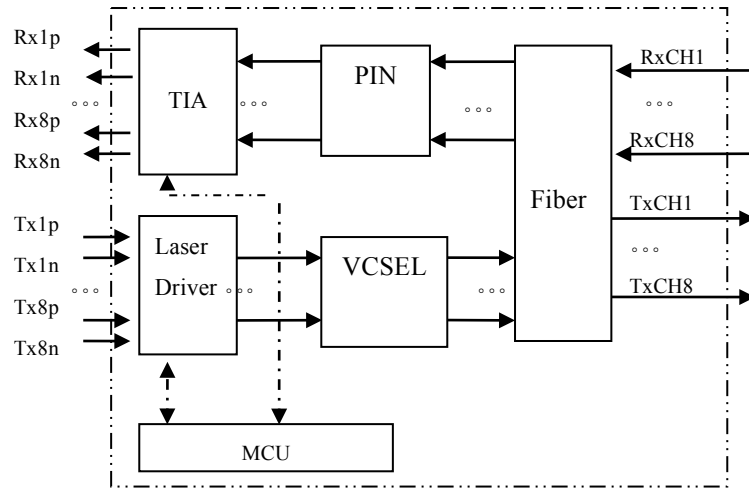 Rx1p
Rx1n
。。。
Rx8p
Rx8n
TIA
。。。
PIN
。。。
Fiber
RxCH1
。。。
RxCH8
TxCH1
。。。
TxCH8
Tx1p
Tx1n
。。。
Tx8p
Tx8n
Laser
Driver
。。。
VCSEL
。。。
MCU